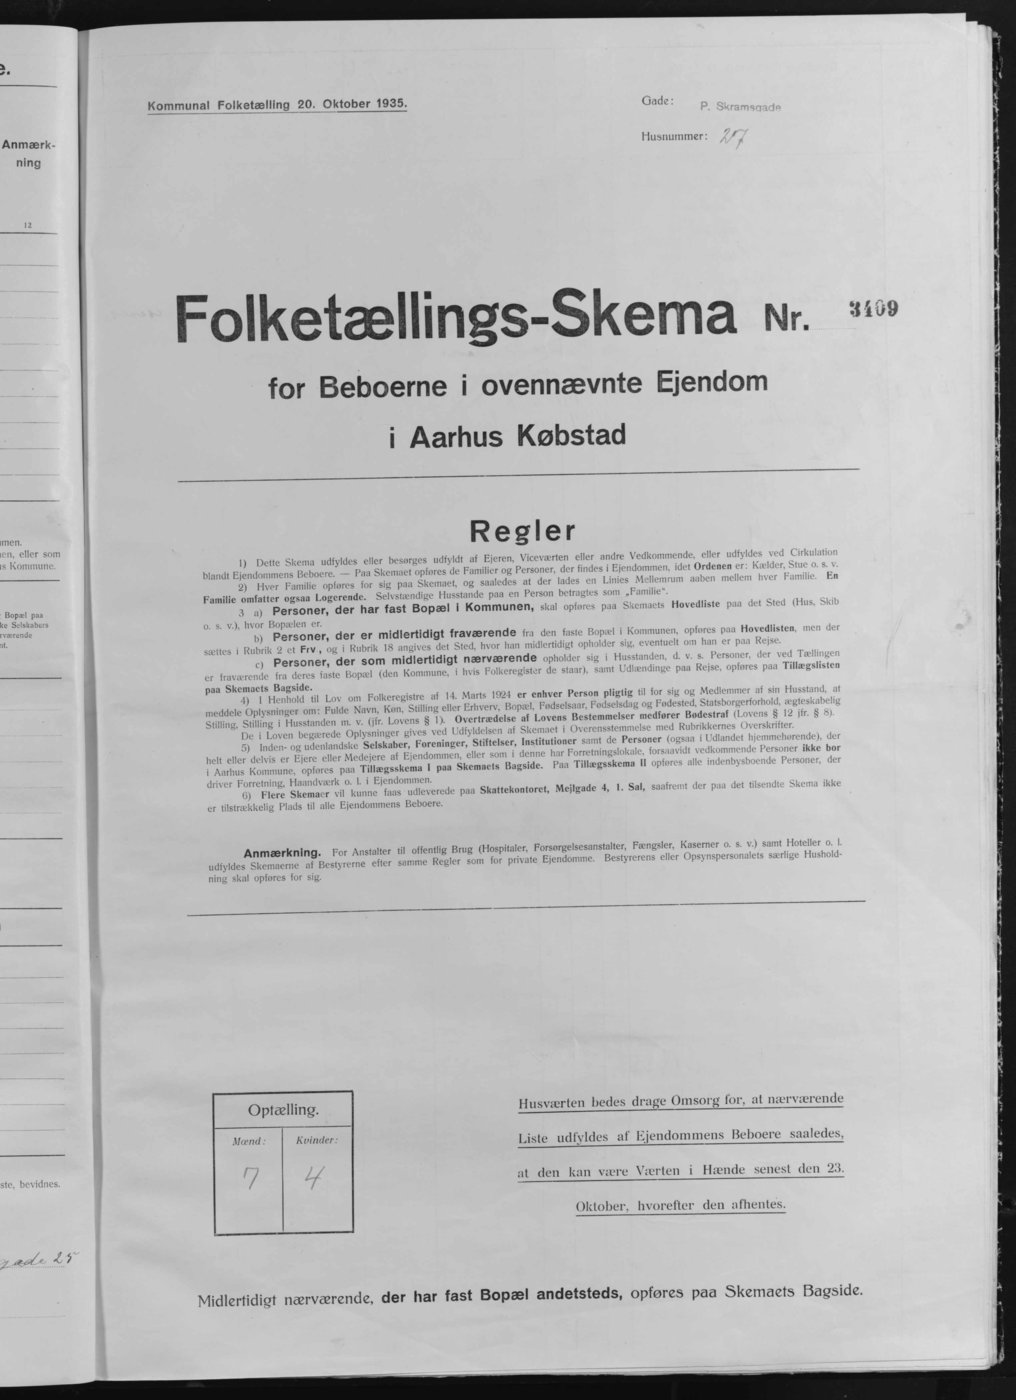 e.
Anmærk-
ning
12
men.
en, eller som
s Kommune.
Bopæl paa
ke Selskabers
rværende
nt.
ste, bevidnes.
gade 25
Kommunal Folketælling 20. Oktober 1935.
Gade: P. Skramsgade
Husnummer: 27
Folketællings-Skema Nr. 3409
for Beboerne i ovennævnte Ejendom
i Aarhus Købstad
Regler
1) Dette Skema udfyldes eller besørges udfyldt af Ejeren, Viceværten eller andre Vedkommende, eller udfyldes ved Cirkulation
blandt Ejendommens Beboere. — Paa Skemaet opføres de Familier og Personer, der findes i Ejendommen, idet Ordenen er: Kælder, Stue o. s. v.
2) Hver Familie opføres for sig paa Skemaet, og saaledes at der lades en Linies Mellemrum aaben mellem hver Familie. En
Familie omfatter ogsaa Logerende. Selvstændige Husstande paa en Person betragtes som „Familie“.
3 a) Personer, der har fast Bopæl i Kommunen, skal opføres paa Skemaets Hovedliste paa det Sted (Hus, Skib
o. s. v.), hvor Bopælen er.
b) Personer, der er midlertidigt fraværende fra den faste Bopæl i Kommunen, opføres paa Hovedlisten, men der
sættes i Rubrik 2 et Frv., og i Rubrik 18 angives det Sted, hvor han midlertidigt opholder sig, eventuelt om han er paa Rejse.
c) Personer, der som midlertidigt nærværende opholder sig i Husstanden, d. v. s. Personer, der ved Tællingen
er fraværende fra deres faste Bopæl (den Kommune, i hvis Folkeregister de staar), samt Udlændinge paa Rejse, opføres paa Tillægslisten
paa Skemaets Bagside.
4) I Henhold til Lov om Folkeregistre af 14. Marts 1924 er enhver Person pligtig til for sig og Medlemmer af sin Husstand, at
meddele Oplysninger om: Fulde Navn, Køn, Stilling eller Erhverv, Bopæl, Fødselsaar, Fødselsdag og Fødested, Statsborgerforhold, ægteskabelig
Stilling, Stilling i Husstanden m. v. (jfr. Lovens § 1). Overtrædelse af Lovens Bestemmelser medfører Bødestraf (Lovens § 12 jfr. § 8).
De i Loven begærede Oplysninger gives ved Udfyldelsen af Skemaet i Overensstemmelse med Rubrikkernes Overskrifter.
5) Inden- og udenlandske Selskaber, Foreninger, Stiftelser, Institutioner samt de Personer (ogsaa i Udlandet hjemmehørende), der
helt eller delvis er Ejere eller Medejere af Ejendommen, eller som i denne har Forretningslokale, forsaavidt vedkommende Personer ikke bor
i Aarhus Kommune, opføres paa Tillægsskema I paa Skemaets Bagside. Paa Tillægsskema II opføres alle indenbysboende Personer, der
driver Forretning, Haandværk o. l. i Ejendommen.
6) Flere Skemaer vil kunne faas udleverede paa Skattekontoret, Mejlgade 4, 1. Sal, saafremt der paa det tilsendte Skema ikke
er tilstrækkelig Plads til alle Ejendommens Beboere.
Anmærkning. For Anstalter til offentlig Brug (Hospitaler, Forsørgelsesanstalter, Fængsler, Kaserner o. s. v.) samt Hoteller o. l.
udfyldes Skemaerne af Bestyrerne efter samme Regler som for private Ejendomme. Bestyrerens eller Opsynspersonalets særlige Hushold-
ning skal opføres for sig.
Optælling.
Mænd: Kvinder:
7 4
Husværten bedes drage Omsorg for, at nærværende
Liste udfyldes af Ejendommens Beboere saaledes,
at den kan være Værten i Hænde senest den 23.
Oktober, hvorefter den afhentes.
Midlertidigt nærværende, der har fast Bopæl andetsteds, opføres paa Skemaets Bagside.